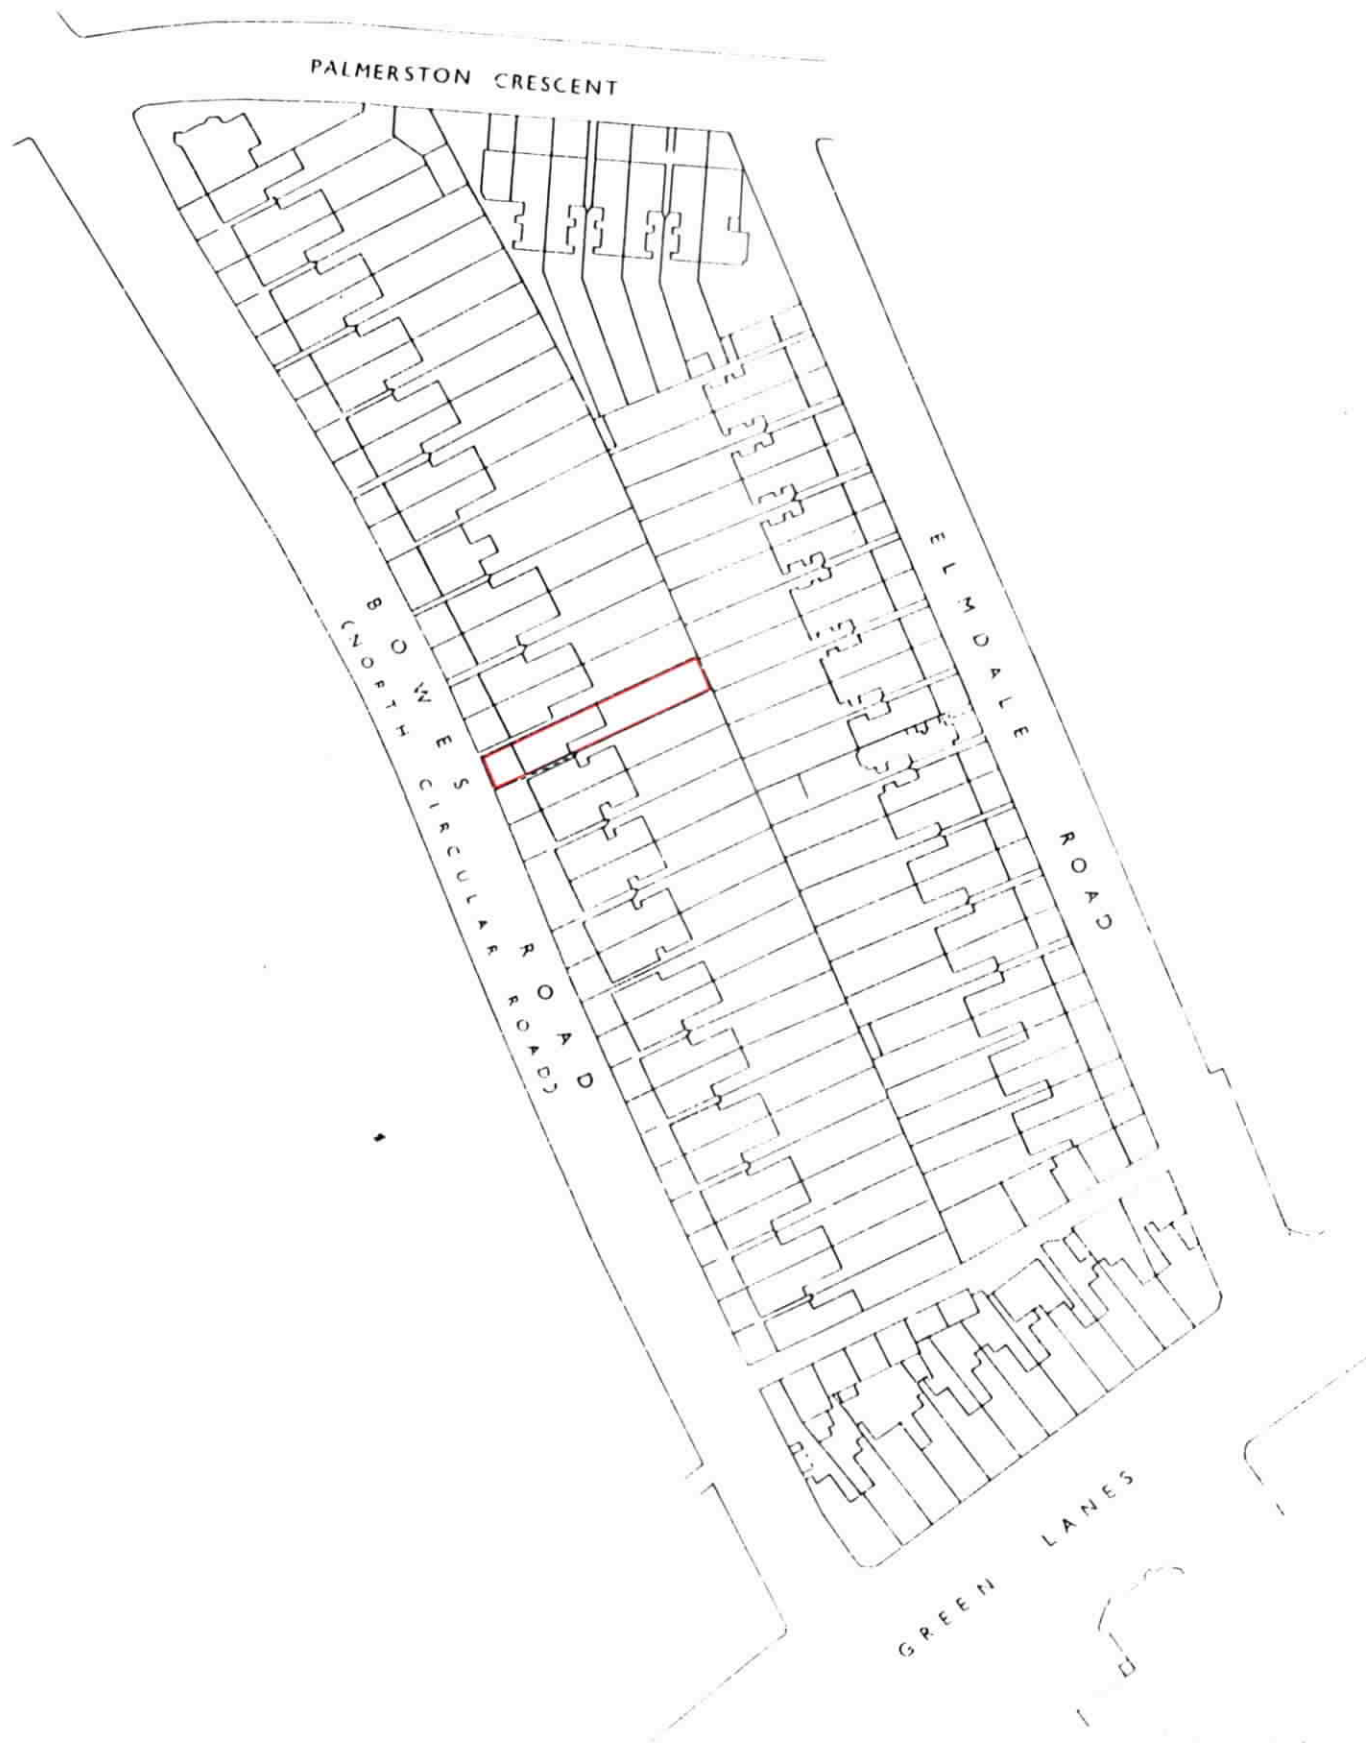 PALMERSTON CRESCENT
BOWES ROAD
(NORTH CIRCULAR ROAD)
ELMDALE ROAD
GREEN LANES